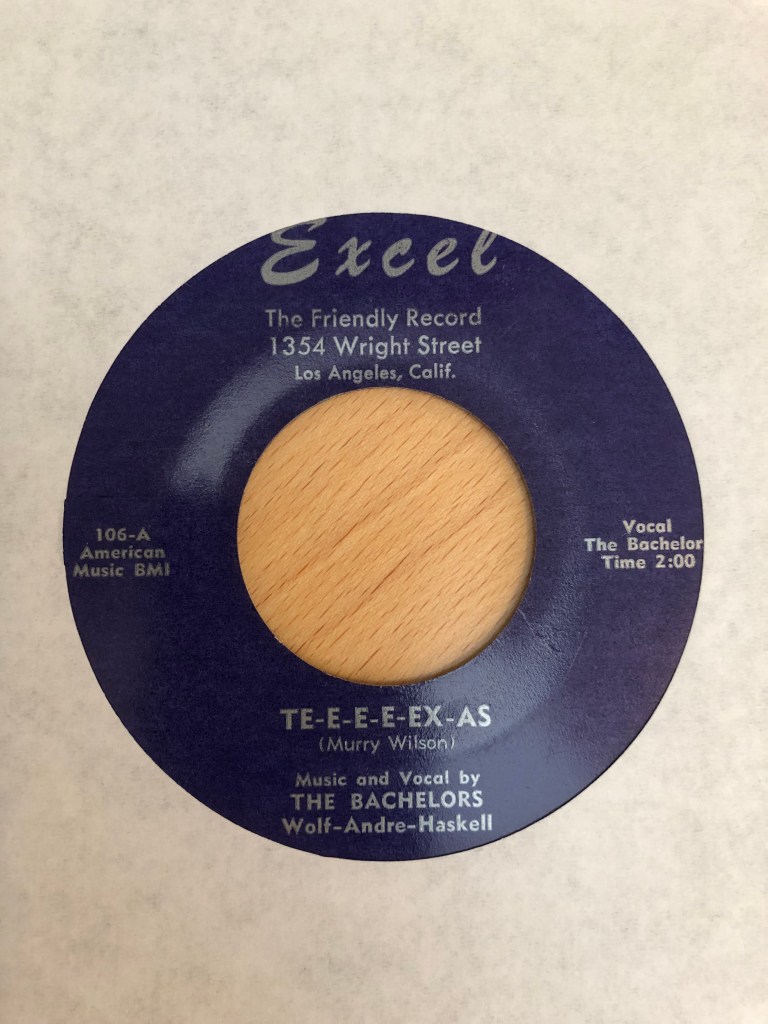 Excel
The Friendly Record
1354 Wright Street
Los Angeles, Calif.
106-A
American
Music BMI
Vocal
The Bachelor
Time 2:00
TE-E-E-E-EX-AS
(Murry Wilson)
Music and Vocal by
THE BACHELORS
Wolf-Andre-Haskell